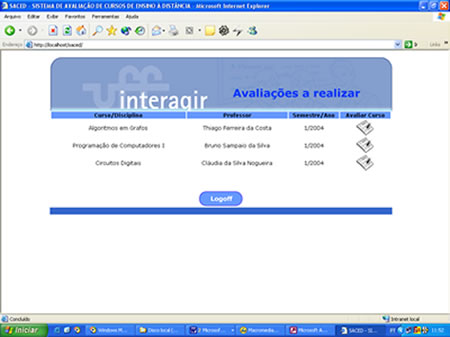 SACED - SISTEMA DE AVALIAÇÃO DE CURSOS DE ENSINO À DISTÂNCIA - Microsoft Internet Explorer
Arquivo Editar Exibir Favoritos Ferramentas Ajuda
Endereço http://localhost/saced/ Ir Links
uff
interagir
Avaliações a realizar
Curso/Disciplina Professor Semestre/Ano Avaliar Curso
Algoritmos em Grafos Thiago Ferreira da Costa 1/2004
Programação de Computadores I Bruno Sampaio da Silva 1/2004
Circuitos Digitais Cláudia da Silva Nogueira 1/2004
Logoff
Concluído Intranet local
Iniciar Windows M... Disco local (... 2 Microsof... Macromedia... Microsoft A... SACED - SIS... PT 11:52